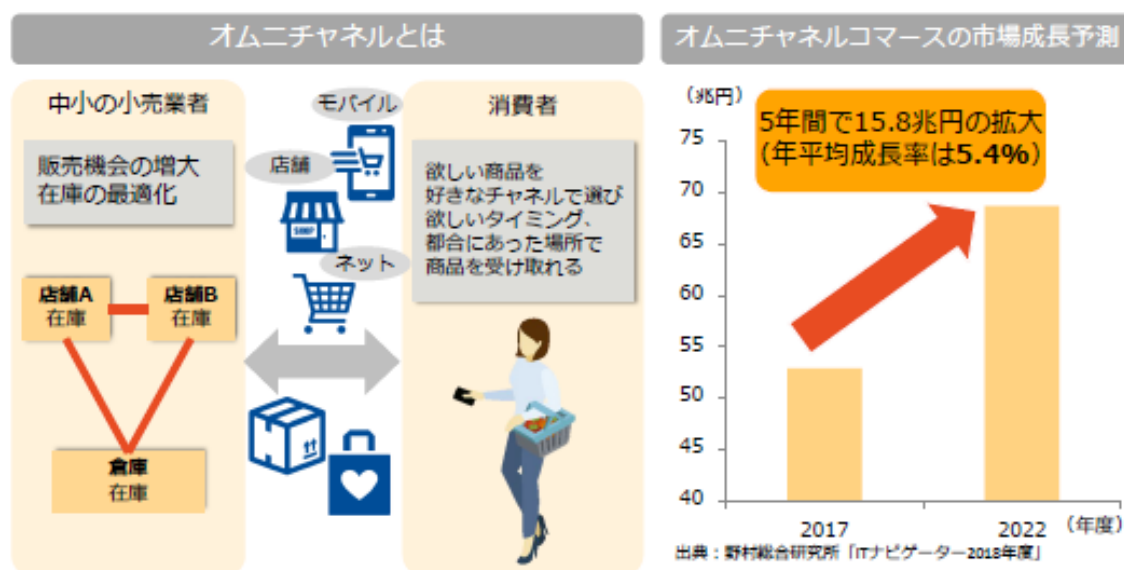 オムニチャネルとは
中小の小売業者
販売機会の増大
在庫の最適化
店舗A
在庫
店舗B
在庫
倉庫
在庫
モバイル
店舗
SHOP
ネット
消費者
欲しい商品を
好きなチャネルで選び
欲しいタイミング、
都合にあった場所で
商品を受け取れる
オムニチャネルコマースの市場成長予測
(兆円)
5年間で15.8兆円の拡大
(年平均成長率は5.4%)
75
70
65
60
55
50
45
40
2017
2022
(年度)
出典:野村総合研究所「ITナビゲーター2018年度」